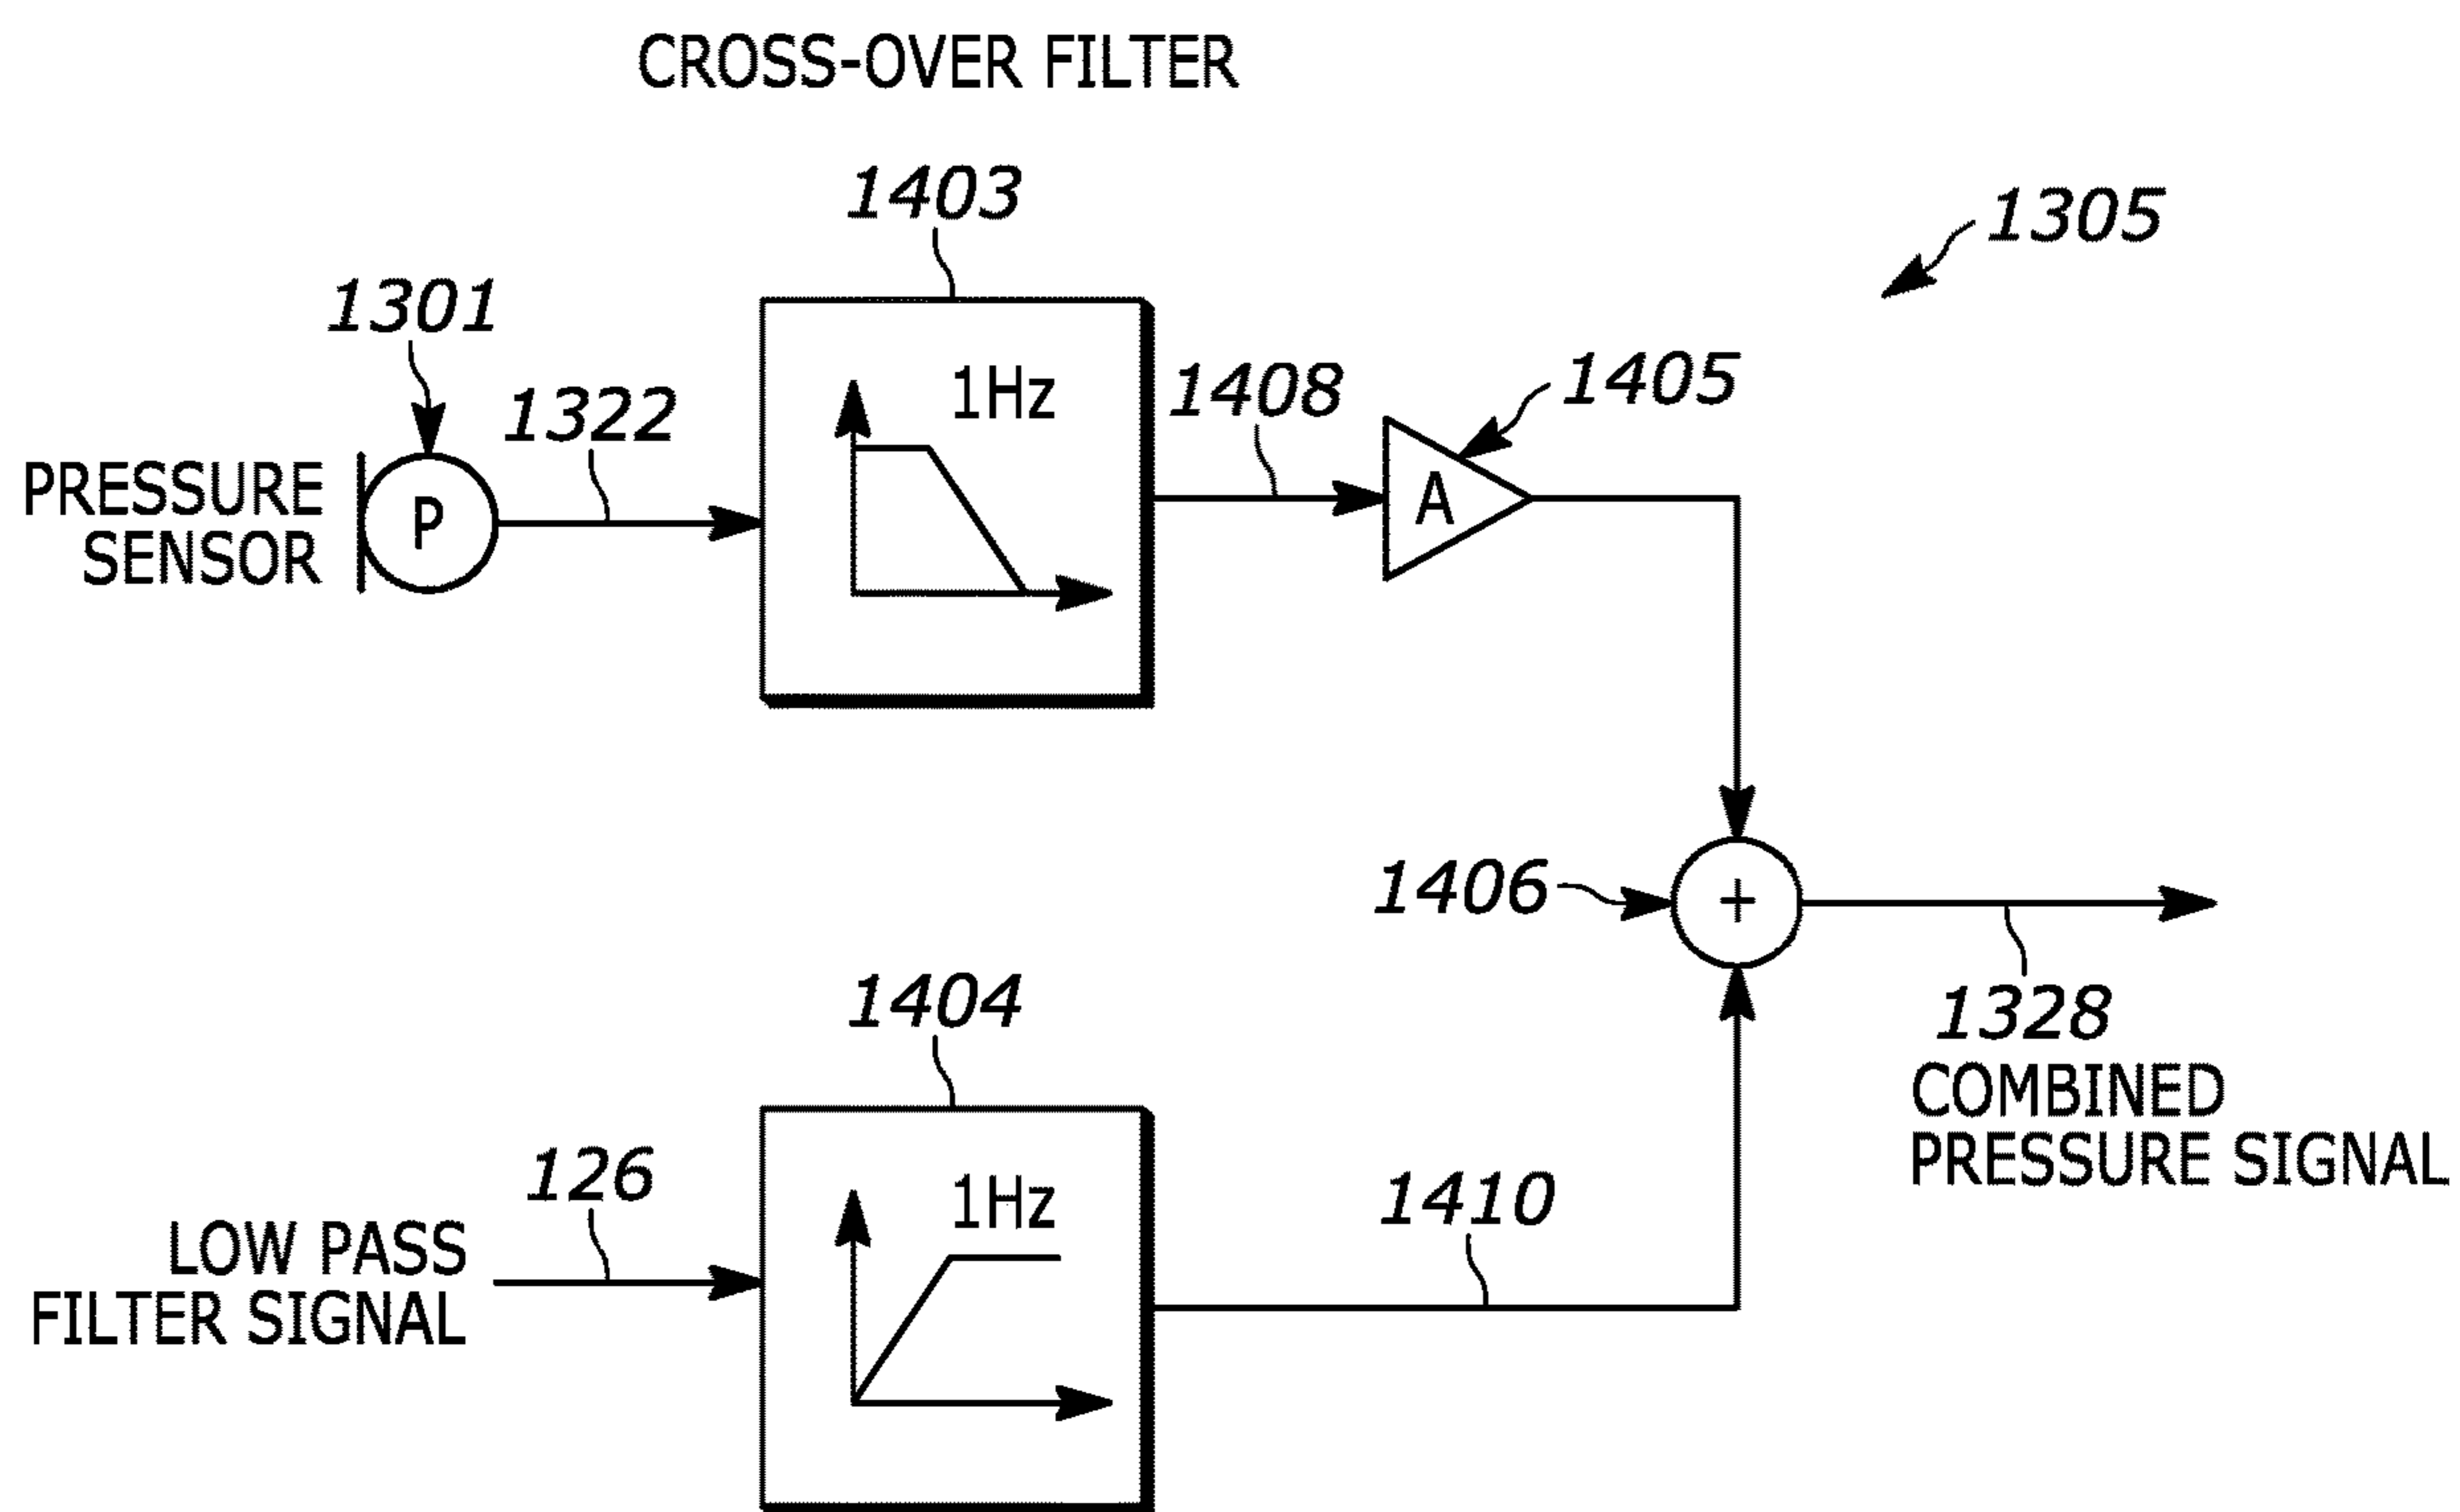 CROSS-OVER FILTER
1403
1305
1301
1322
1Hz
1408
1405
PRESSURE
SENSOR
P
A
1406
+
1404
1328
COMBINED
PRESSURE SIGNAL
126
1Hz
1410
LOW PASS
FILTER SIGNAL